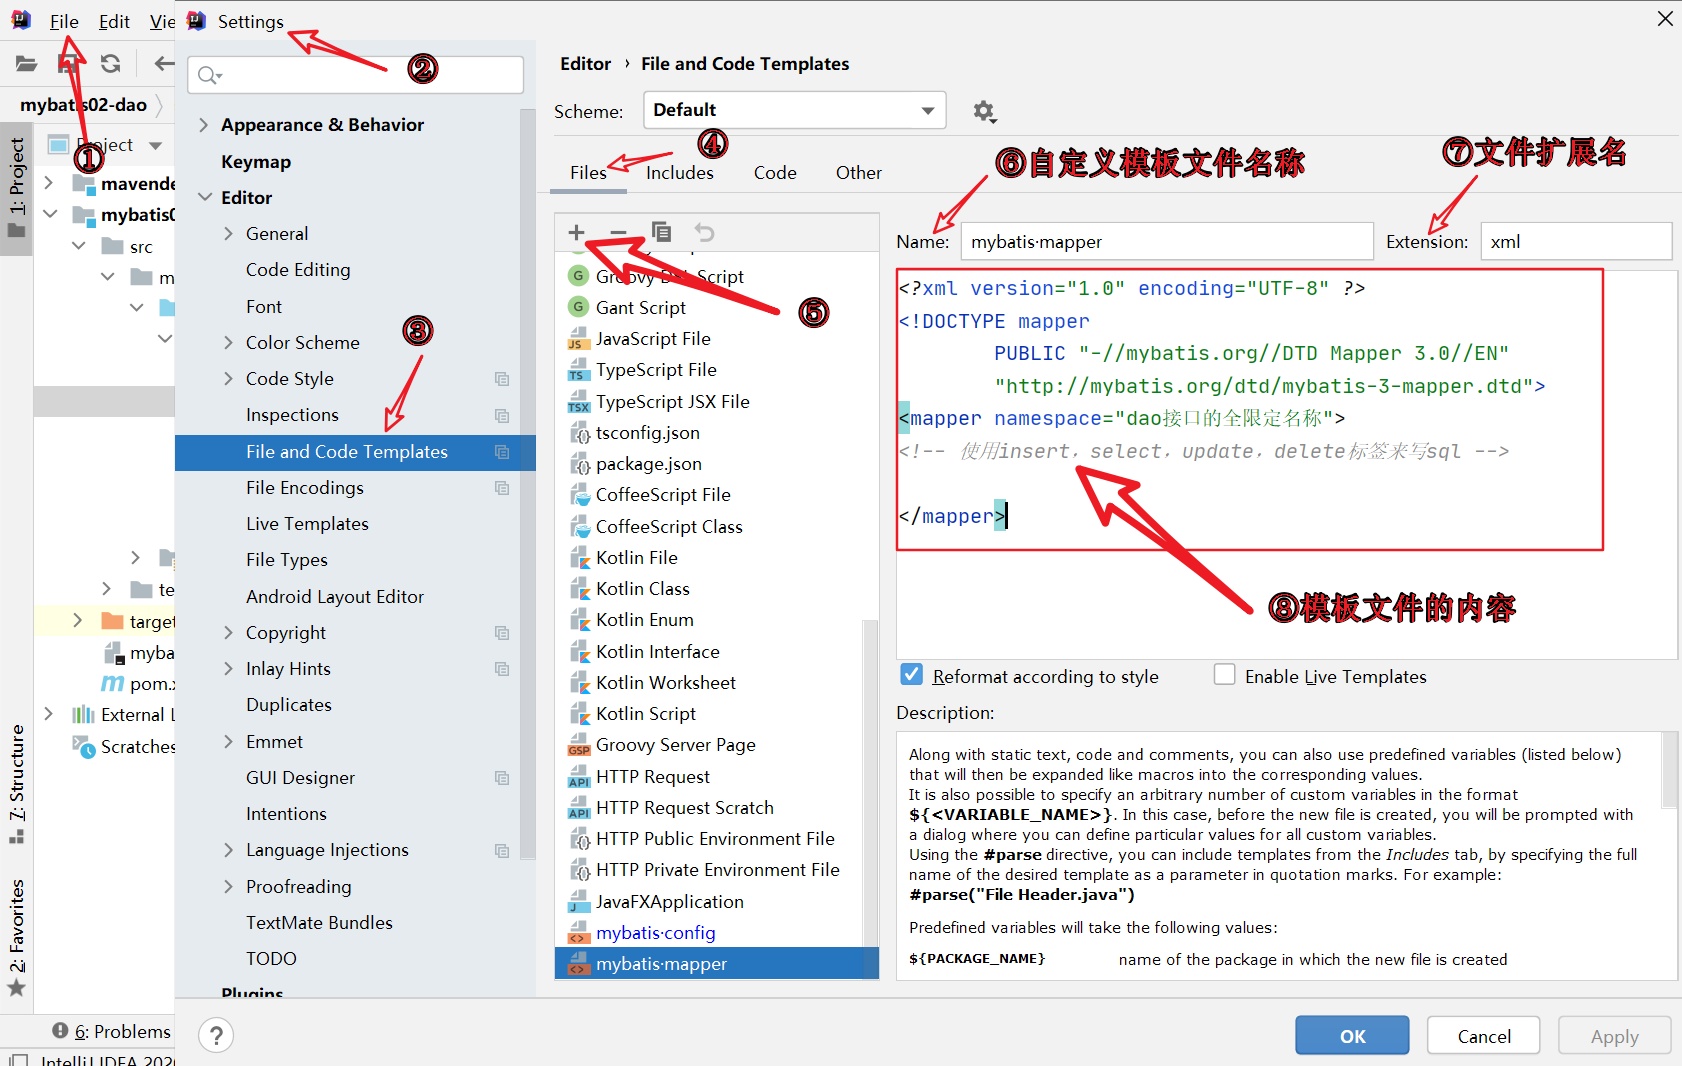 File Edit Vie
Settings
②
mybatis02-dao
Project
①
1: Project
mavende
mybatis0
src
m
te
target
myba
pom.x
External L
Scratches
7: Structure
2: Favorites
6: Problems
IntelliJ IDEA 202
Appearance & Behavior
Keymap
Editor
General
Code Editing
Font
③
Color Scheme
Code Style
Inspections
File and Code Templates
File Encodings
Live Templates
File Types
Android Layout Editor
Copyright
Inlay Hints
Duplicates
Emmet
GUI Designer
Intentions
Language Injections
Proofreading
TextMate Bundles
TODO
Plugins
?
Editor › File and Code Templates
Scheme: Default
④
Files Includes Code Other
⑤
Script
Gant Script
JavaScript File
TypeScript File
TypeScript JSX File
tsconfig.json
package.json
CoffeeScript File
CoffeeScript Class
Kotlin File
Kotlin Class
Kotlin Enum
Kotlin Interface
Kotlin Worksheet
Kotlin Script
Groovy Server Page
HTTP Request
HTTP Request Scratch
HTTP Public Environment File
HTTP Private Environment File
JavaFXApplication
mybatis-config
mybatis-mapper
⑥自定义模板文件名称
⑦文件扩展名
Name: mybatis-mapper Extension: xml
<?xml version="1.0" encoding="UTF-8" ?>
<!DOCTYPE mapper
PUBLIC "-//mybatis.org//DTD Mapper 3.0//EN"
"http://mybatis.org/dtd/mybatis-3-mapper.dtd">
<mapper namespace="dao接口的全限定名称">
<!-- 使用insert，select，update，delete标签来写sql -->
</mapper>
⑧模板文件的内容
Reformat according to style Enable Live Templates
Description:
Along with static text, code and comments, you can also use predefined variables (listed below)
that will then be expanded like macros into the corresponding values.
It is also possible to specify an arbitrary number of custom variables in the format
${<VARIABLE_NAME>}. In this case, before the new file is created, you will be prompted with
a dialog where you can define particular values for all custom variables.
Using the #parse directive, you can include templates from the Includes tab, by specifying the full
name of the desired template as a parameter in quotation marks. For example:
#parse("File Header.java")
Predefined variables will take the following values:
${PACKAGE_NAME} name of the package in which the new file is created
OK Cancel Apply